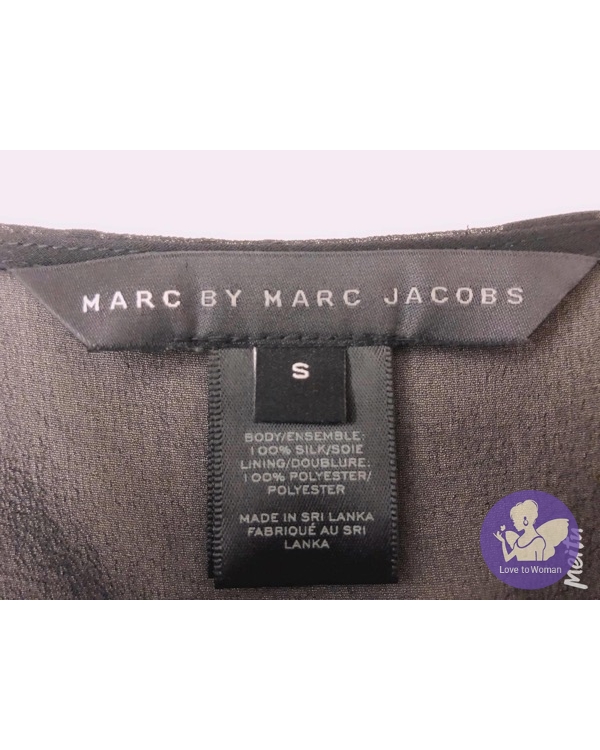 MARC BY MARC JACOBS
S
BODY/ENSEMBLE:
100% SILK/SOIE
LINING/DOUBLURE:
100% POLYESTER/
POLYESTER
MADE IN SRI LANKA
FABRIQUÉ AU SRI
LANKA
Love to Woman